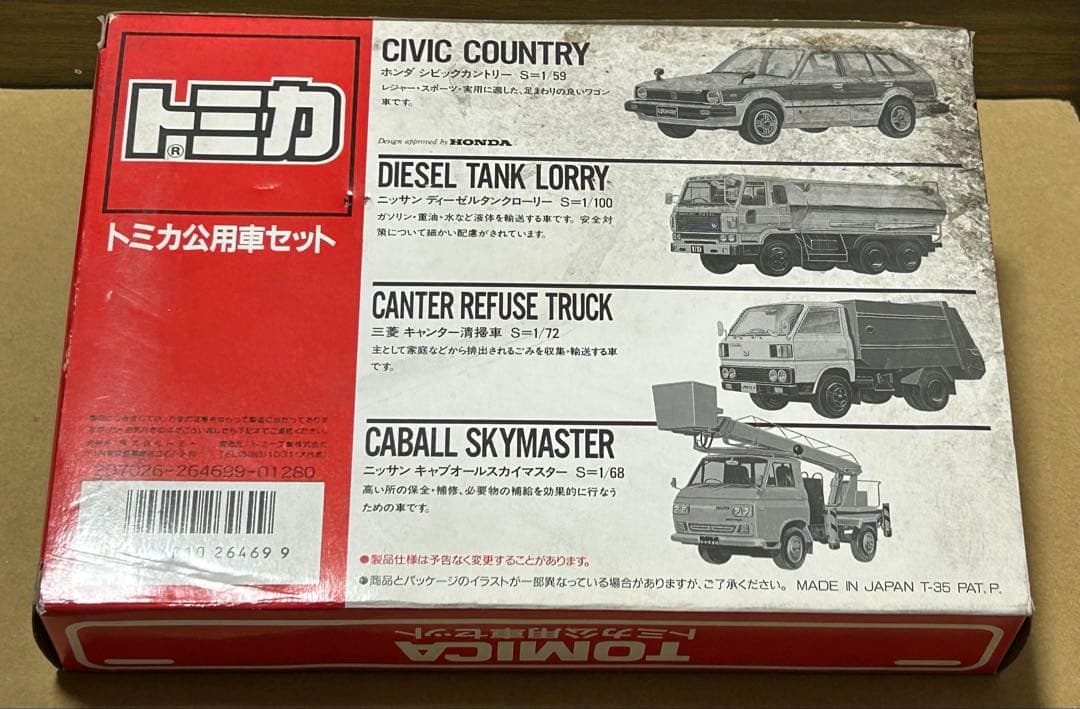 トミカ®
トミカ公用車セット
207026-264699-01280
26469 9
CIVIC COUNTRY
ホンダ シビックカントリー S=1/59
レジャー・スポーツ・実用に適した、足まわりの良いワゴン
車です。
Design approved by HONDA
DIESEL TANK LORRY
ニッサン ディーゼルタンクローリー S=1/100
ガソリン・重油・水など液体を輸送する車です。安全対
策について細かい配慮がされています。
CANTER REFUSE TRUCK
三菱 キャンター清掃車 S=1/72
主として家庭などから排出されるごみを収集・輸送する車
です。
CABALL SKYMASTER
ニッサン キャブオールスカイマスター S=1/68
高い所の保全・補修、必要物の補給を効果的に行なう
ための車です。
●製品仕様は予告なく変更することがあります。
●商品とパッケージのイラストが一部異なっている場合がありますが、ご了承ください。 MADE IN JAPAN T-35 PAT. P.
トミカ公用車セット
TOMICA